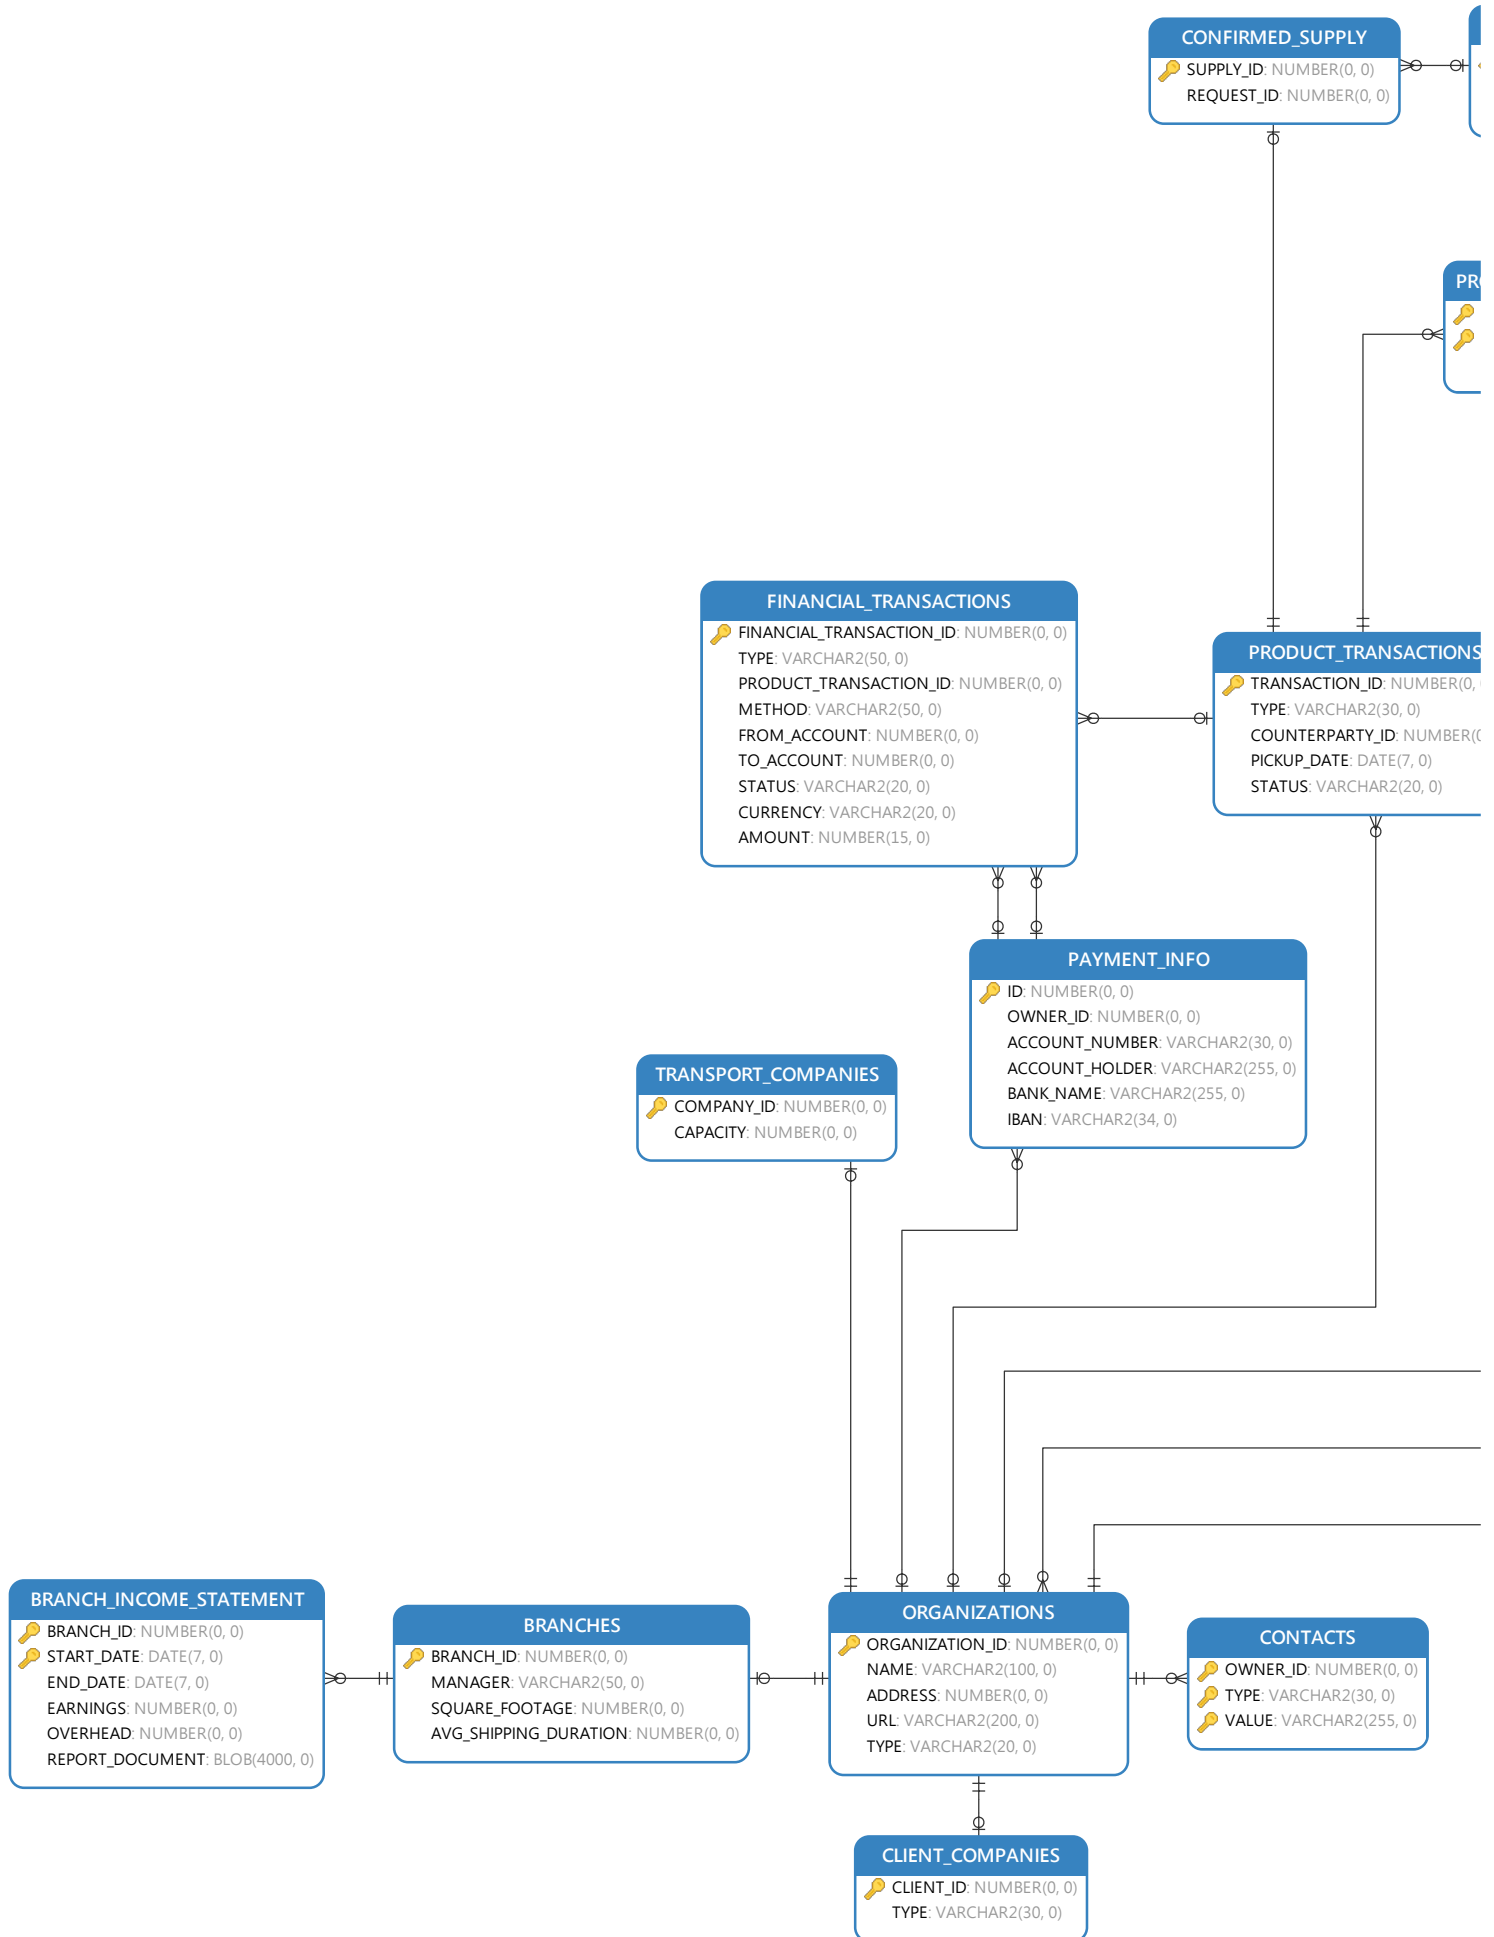 CONFIRMED_SUPPLY
SUPPLY_ID: NUMBER(0, 0)
REQUEST_ID: NUMBER(0, 0)
FINANCIAL_TRANSACTIONS
FINANCIAL_TRANSACTION_ID: NUMBER(0, 0)
TYPE: VARCHAR2(50, 0)
PRODUCT_TRANSACTION_ID: NUMBER(0, 0)
METHOD: VARCHAR2(50, 0)
FROM_ACCOUNT: NUMBER(0, 0)
TO_ACCOUNT: NUMBER(0, 0)
STATUS: VARCHAR2(20, 0)
CURRENCY: VARCHAR2(20, 0)
AMOUNT: NUMBER(15, 0)
PRODUCT_TRANSACTIONS
TRANSACTION_ID: NUMBER(0,
TYPE: VARCHAR2(30, 0)
COUNTERPARTY_ID: NUMBER(0
PICKUP_DATE: DATE(7, 0)
STATUS: VARCHAR2(20, 0)
PAYMENT_INFO
ID: NUMBER(0, 0)
OWNER_ID: NUMBER(0, 0)
ACCOUNT_NUMBER: VARCHAR2(30, 0)
ACCOUNT_HOLDER: VARCHAR2(255, 0)
BANK_NAME: VARCHAR2(255, 0)
IBAN: VARCHAR2(34, 0)
TRANSPORT_COMPANIES
COMPANY_ID: NUMBER(0, 0)
CAPACITY: NUMBER(0, 0)
BRANCH_INCOME_STATEMENT
BRANCH_ID: NUMBER(0, 0)
START_DATE: DATE(7, 0)
END_DATE: DATE(7, 0)
EARNINGS: NUMBER(0, 0)
OVERHEAD: NUMBER(0, 0)
REPORT_DOCUMENT: BLOB(4000, 0)
BRANCHES
BRANCH_ID: NUMBER(0, 0)
MANAGER: VARCHAR2(50, 0)
SQUARE_FOOTAGE: NUMBER(0, 0)
AVG_SHIPPING_DURATION: NUMBER(0, 0)
ORGANIZATIONS
ORGANIZATION_ID: NUMBER(0, 0)
NAME: VARCHAR2(100, 0)
ADDRESS: NUMBER(0, 0)
URL: VARCHAR2(200, 0)
TYPE: VARCHAR2(20, 0)
CONTACTS
OWNER_ID: NUMBER(0, 0)
TYPE: VARCHAR2(30, 0)
VALUE: VARCHAR2(255, 0)
CLIENT_COMPANIES
CLIENT_ID: NUMBER(0, 0)
TYPE: VARCHAR2(30, 0)